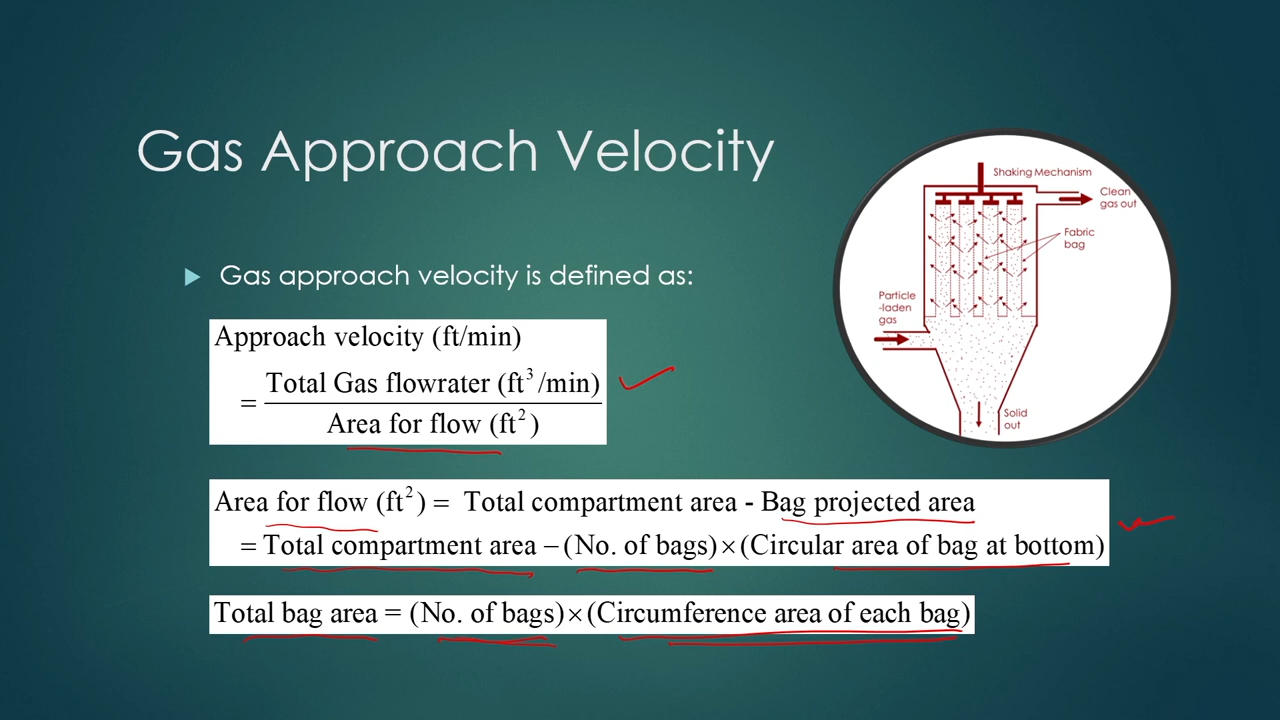 Gas Approach Velocity
Gas approach velocity is defined as:
Approach velocity (ft/min)
= Total Gas flowrater (ft³/min)
Area for flow (ft²)
Area for flow (ft²) = Total compartment area - Bag projected area
= Total compartment area − (No. of bags)×(Circular area of bag at bottom)
Total bag area = (No. of bags)×(Circumference area of each bag)
Shaking Mechanism
Clean
gas out
Fabric
bag
Particle
-laden
gas
Solid
out